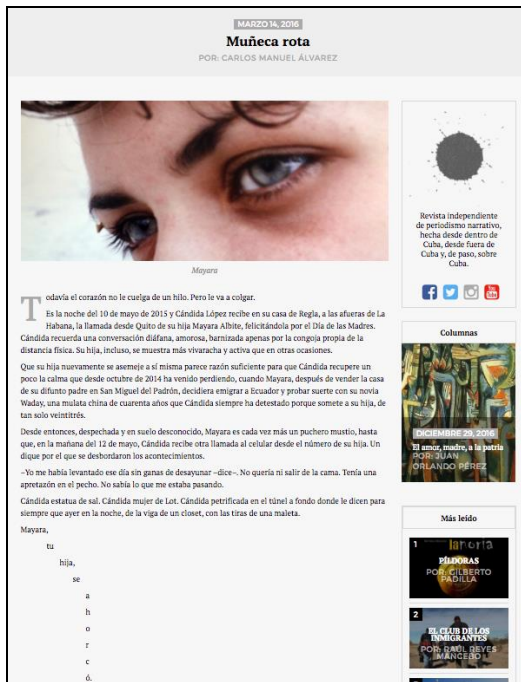 MARZO 14, 2016
Muñeca rota
POR: CARLOS MANUEL ÁLVAREZ
Mayara
Todavía el corazón no le cuelga de un hilo. Pero le va a colgar.
Es la noche del 10 de mayo de 2015 y Cándida López recibe en su casa de Regla, a las afueras de La
Habana, la llamada desde Quito de su hija Mayara Albite, felicitándola por el Día de las Madres.
Cándida recuerda una conversación diáfana, amorosa, barnizada apenas por la congoja propia de la
distancia física. Su hija, incluso, se muestra más vivaracha y activa que en otras ocasiones.
Que su hija nuevamente se asemeje a sí misma parece razón suficiente para que Cándida recupere un
poco la calma que desde octubre de 2014 ha venido perdiendo, cuando Mayara, después de vender la casa
de su difunto padre en San Miguel del Padrón, decidiera emigrar a Ecuador y probar suerte con su novia
Waday, una mulata china de cuarenta años que Cándida siempre ha detestado porque somete a su hija, de
tan solo veintitrés.
Desde entonces, despechada y en suelo desconocido, Mayara es cada vez más un puchero mustio, hasta
que, en la mañana del 12 de mayo, Cándida recibe otra llamada al celular desde el número de su hija. Un
dique por el que se desbordaron los acontecimientos.
–Yo me había levantado ese día sin ganas de desayunar –dice–. No quería ni salir de la cama. Tenía una
apretazón en el pecho. No sabía lo que me estaba pasando.
Cándida estatua de sal. Cándida mujer de Lot. Cándida petrificada en el túnel a fondo donde le dicen para
siempre que ayer en la noche, de la viga de un closet, con las tiras de una maleta.
Mayara,
tu
hija,
se
a
h
o
r
c
ó.
Revista independiente
de periodismo narrativo,
hecha desde dentro de
Cuba, desde fuera de
Cuba y, de paso, sobre
Cuba.
You
Tube
Columnas
DICIEMBRE 29, 2016
El amor, madre, a la patria
POR: JUAN
ORLANDO PÉREZ
Más leído
1
lanoria
PÍLDORAS
POR: GILBERTO
PADILLA
2
EL CLUB DE LOS
INMIGRANTES
POR: RAÚL REYES
MANCEBO